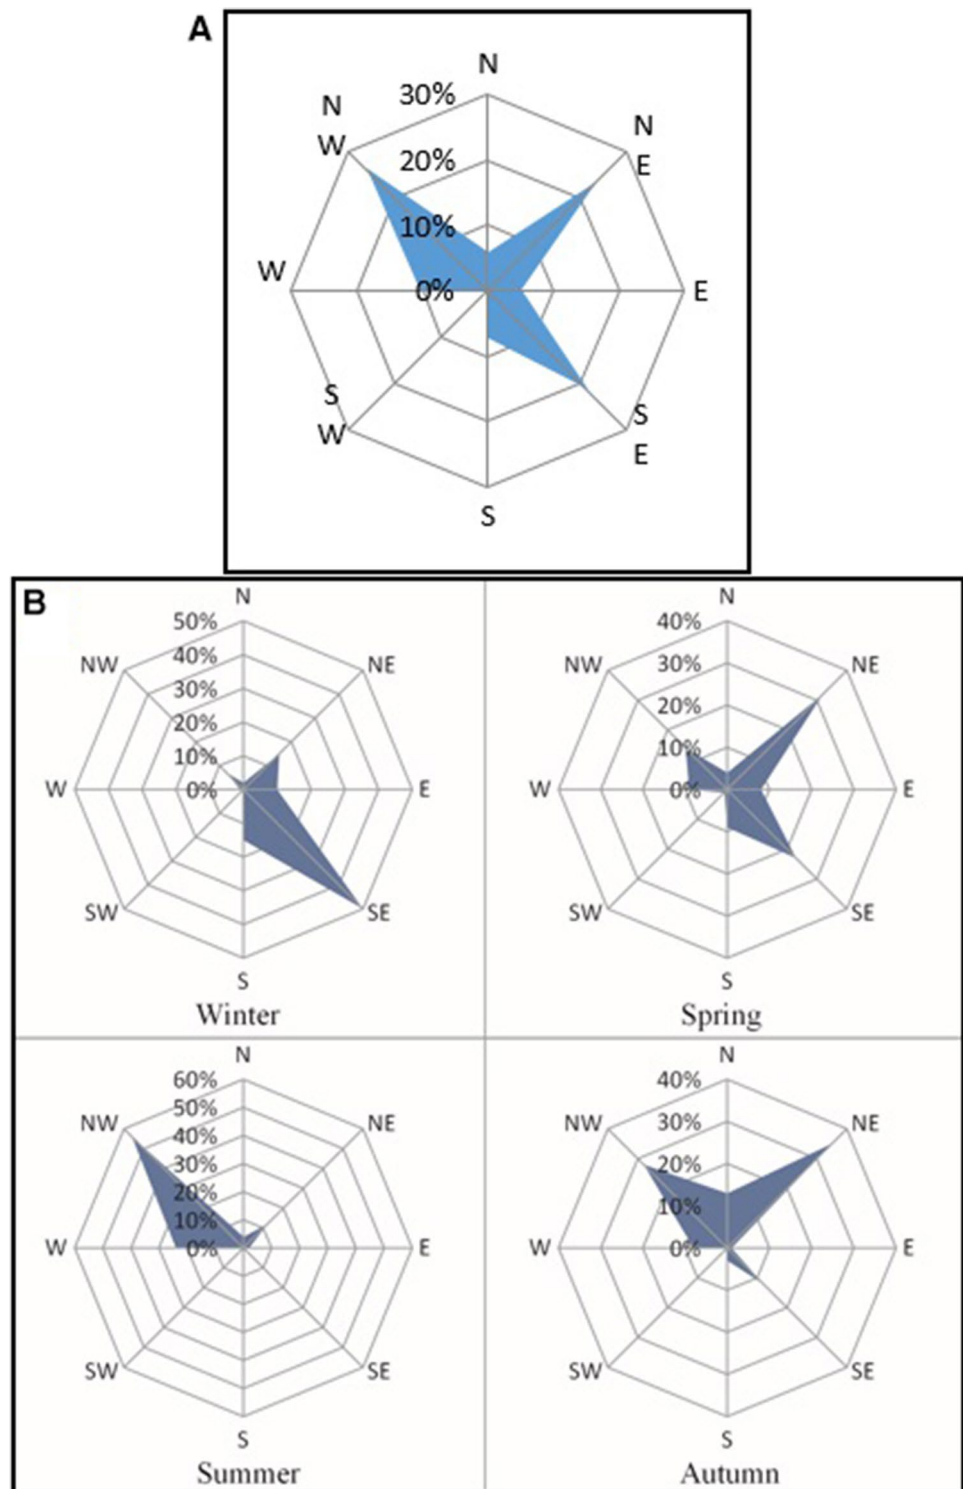 A
N
30%
N
W
N
E
20%
10%
W
0%
E
S
W
S
E
S
B
N
50%
NW
NE
40%
30%
20%
10%
W
0%
E
SW
SE
S
Winter
N
40%
NW
NE
30%
20%
10%
W
0%
E
SW
SE
S
Spring
N
60%
NW
NE
50%
40%
30%
20%
10%
W
0%
E
SW
SE
S
Summer
N
40%
NW
NE
30%
20%
10%
W
0%
E
SW
SE
S
Autumn